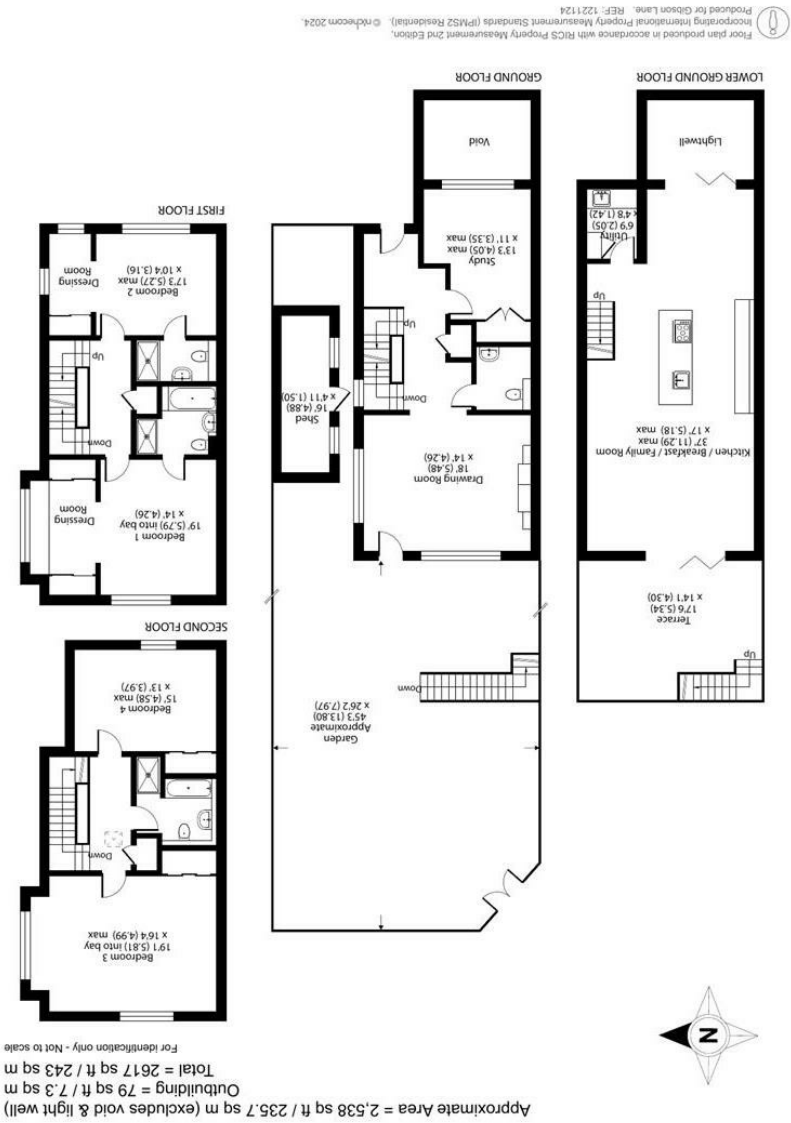 Approximate Area = 2,538 sq ft / 235.7 sq m (excludes void & light well)
Outbuilding = 79 sq ft / 7.3 sq m
Total = 2617 sq ft / 243 sq m
For identification only - Not to scale
N
Terrace
17'6 (5.34)
x 14'1 (4.30)
Up
Kitchen / Breakfast / Family Room
37' (11.29) max
x 17' (5.18) max
Up
Utility
6'9 (2.05)
x 4'8 (1.42)
Lightwell
LOWER GROUND FLOOR
Garden
Approximate
45'3 (13.80)
x 26'2 (7.97)
Down
Drawing Room
18' (5.48)
x 14' (4.26)
Down
Up
Shed
16' (4.88)
x 4'11 (1.50)
Study
13'3 (4.05) max
x 11' (3.35) max
Void
GROUND FLOOR
Bedroom 3
19'1 (5.81) into bay
x 16'4 (4.99) max
Down
Bedroom 4
15' (4.58) max
x 13' (3.97)
SECOND FLOOR
Bedroom 1
19' (5.79) into bay
x 14' (4.26)
Dressing
Room
Down
Up
Bedroom 2
17'3 (5.27) max
x 10'4 (3.16)
Dressing
Room
FIRST FLOOR
Floor plan produced in accordance with RICS Property Measurement 2nd Edition,
Incorporating International Property Measurement Standards (IPMS2 Residential). © nichecom 2024.
Produced for Gibson Lane. REF: 1221124